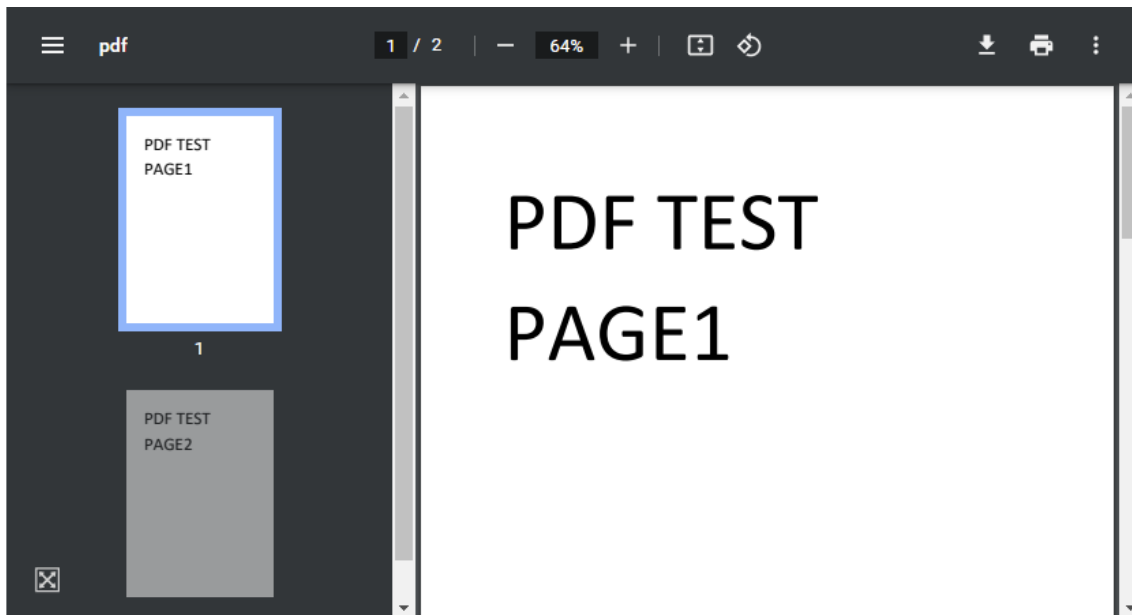 pdf
1 / 2
64%
PDF TEST
PAGE1
1
PDF TEST
PAGE2
PDF TEST
PAGE1